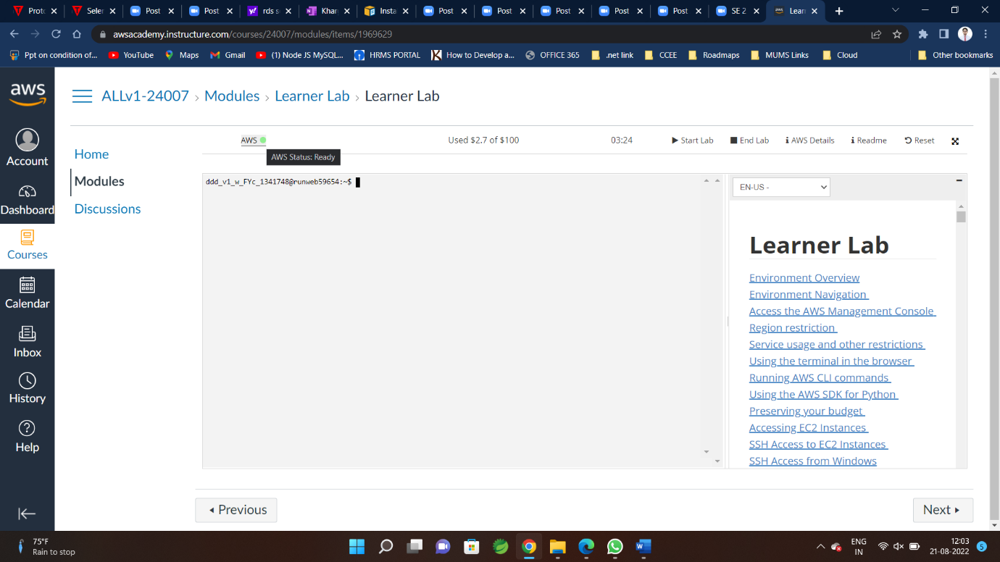 Proto
Selen
Post
Post
rds s
Khan
Insta
Post
Post
Post
Post
Post
SE 2
Learn
awsacademy.instructure.com/courses/24007/modules/items/1969629
Ppt on condition of...
YouTube
Maps
Gmail
(1) Node JS MySQL...
HRMS PORTAL
How to Develop a...
OFFICE 365
.net link
CCEE
Roadmaps
MUMS Links
Cloud
Other bookmarks
aws
Account
Dashboard
Courses
Calendar
Inbox
History
Help
ALLv1-24007 › Modules › Learner Lab › Learner Lab
Home
Modules
Discussions
AWS
Used $2.7 of $100
03:24
Start Lab
End Lab
AWS Details
Readme
Reset
AWS Status: Ready
ddd_v1_w_FYc_1341748@runweb59654:~$
EN-US -
Learner Lab
Environment Overview
Environment Navigation
Access the AWS Management Console
Region restriction
Service usage and other restrictions
Using the terminal in the browser
Running AWS CLI commands
Using the AWS SDK for Python
Preserving your budget
Accessing EC2 Instances
SSH Access to EC2 Instances
SSH Access from Windows
Previous
Next
75°F
Rain to stop
ENG
IN
12:03
21-08-2022
5